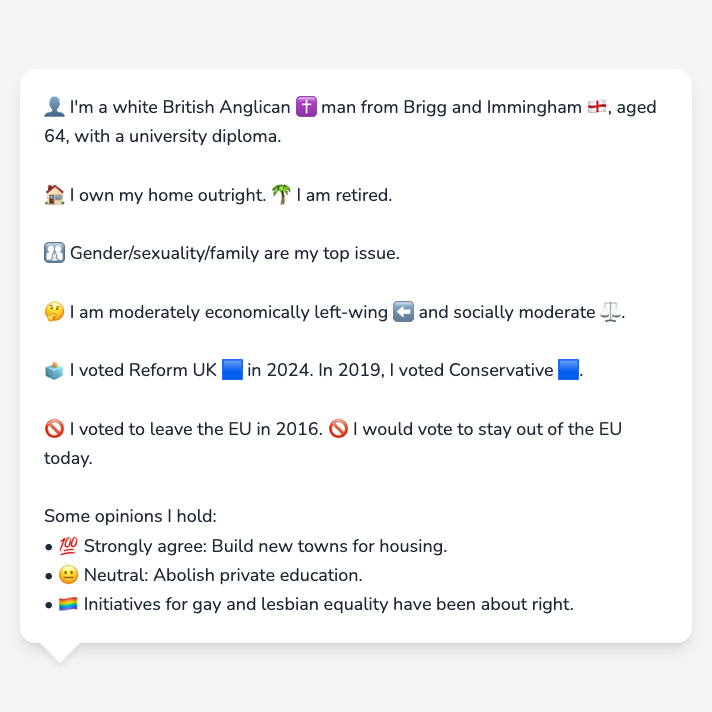 👤 I'm a white British Anglican ✝️ man from Brigg and Immingham 🏴󠁧󠁢󠁥󠁮󠁧󠁿, aged
64, with a university diploma.
🏠 I own my home outright. 🌴 I am retired.
🚻 Gender/sexuality/family are my top issue.
🤔 I am moderately economically left-wing ⬅️ and socially moderate ⚖️.
🗳️ I voted Reform UK 🟦 in 2024. In 2019, I voted Conservative 🟦.
🚫 I voted to leave the EU in 2016. 🚫 I would vote to stay out of the EU
today.
Some opinions I hold:
• 💯 Strongly agree: Build new towns for housing.
• 😐 Neutral: Abolish private education.
• 🏳️‍🌈 Initiatives for gay and lesbian equality have been about right.